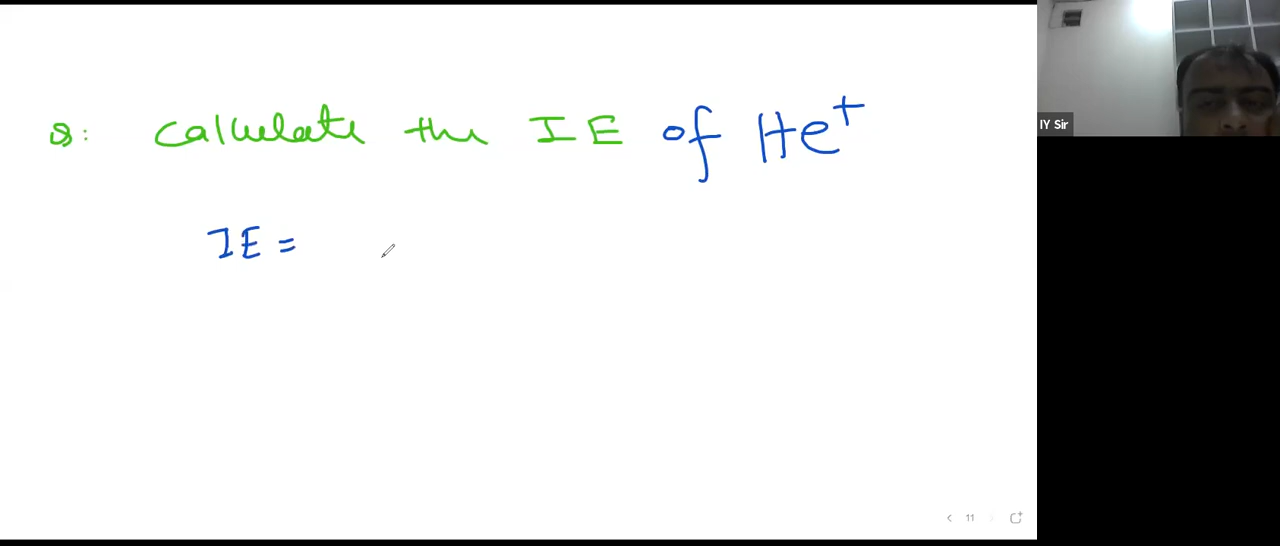 Q: Calculate the IE of He⁺
IE =
IY Sir
11